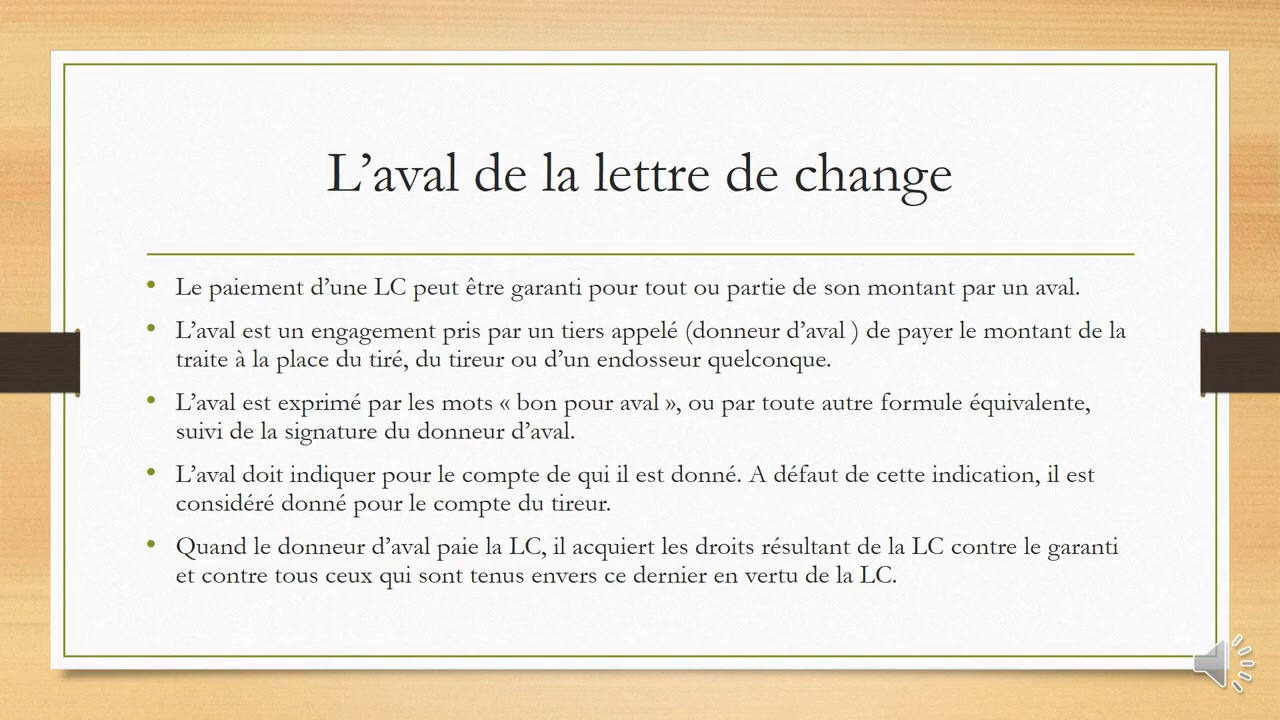 L’aval de la lettre de change
• Le paiement d’une LC peut être garanti pour tout ou partie de son montant par un aval.
• L’aval est un engagement pris par un tiers appelé (donneur d’aval ) de payer le montant de la
traite à la place du tiré, du tireur ou d’un endosseur quelconque.
• L’aval est exprimé par les mots « bon pour aval », ou par toute autre formule équivalente,
suivi de la signature du donneur d’aval.
• L’aval doit indiquer pour le compte de qui il est donné. A défaut de cette indication, il est
considéré donné pour le compte du tireur.
• Quand le donneur d’aval paie la LC, il acquiert les droits résultant de la LC contre le garanti
et contre tous ceux qui sont tenus envers ce dernier en vertu de la LC.